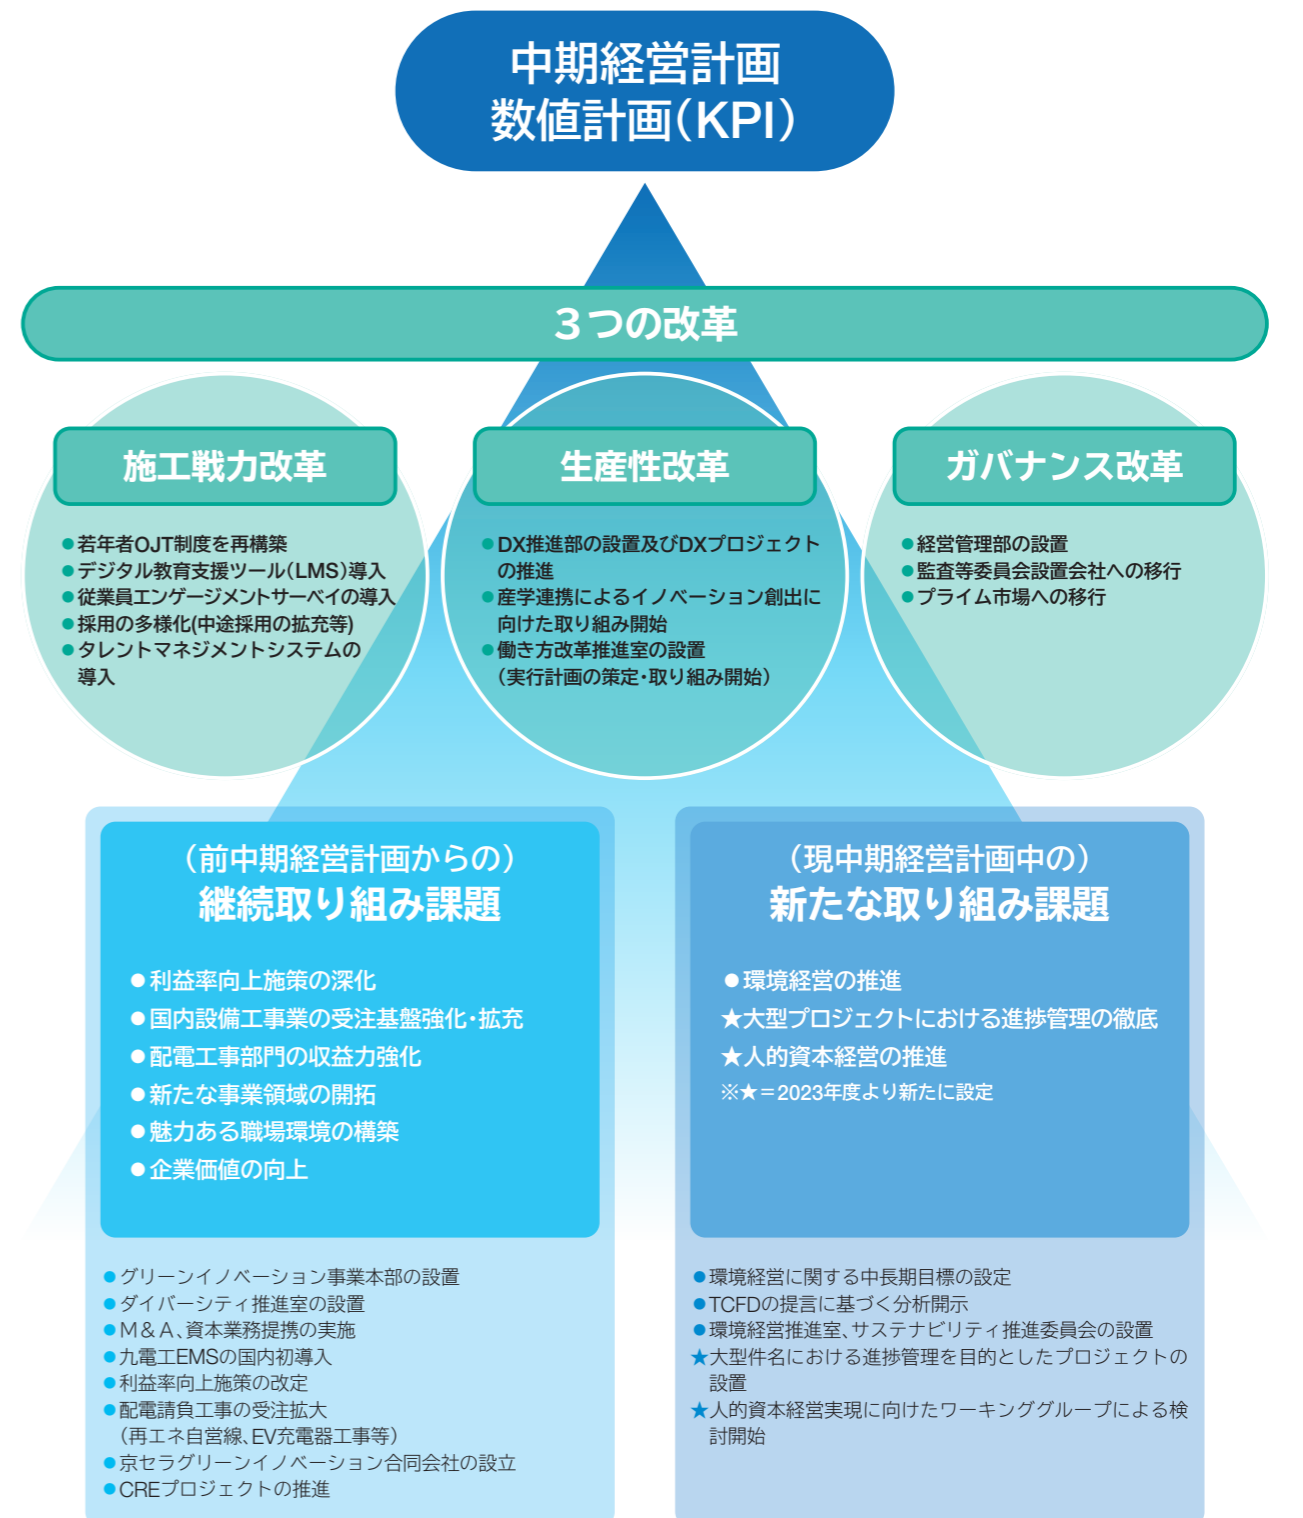 中期経営計画
数値計画(KPI)
3つの改革
施工戦力改革
●若年者OJT制度を再構築
●デジタル教育支援ツール(LMS)導入
●従業員エンゲージメントサーベイの導入
●採用の多様化(中途採用の拡充等)
●タレントマネジメントシステムの
導入
生産性改革
●DX推進部の設置及びDXプロジェクト
の推進
●産学連携によるイノベーション創出に
向けた取り組み開始
●働き方改革推進室の設置
(実行計画の策定・取り組み開始)
ガバナンス改革
●経営管理部の設置
●監査等委員会設置会社への移行
●プライム市場への移行
(前中期経営計画からの)
継続取り組み課題
●利益率向上施策の深化
●国内設備工事業の受注基盤強化・拡充
●配電工事部門の収益力強化
●新たな事業領域の開拓
●魅力ある職場環境の構築
●企業価値の向上
●グリーンイノベーション事業本部の設置
●ダイバーシティ推進室の設置
●M&A、資本業務提携の実施
●九電工EMSの国内初導入
●利益率向上施策の改定
●配電請負工事の受注拡大
(再エネ自営線、EV充電器工事等)
●京セラグリーンイノベーション合同会社の設立
●CREプロジェクトの推進
(現中期経営計画中の)
新たな取り組み課題
●環境経営の推進
★大型プロジェクトにおける進捗管理の徹底
★人的資本経営の推進
※★=2023年度より新たに設定
●環境経営に関する中長期目標の設定
●TCFDの提言に基づく分析開示
●環境経営推進室、サステナビリティ推進委員会の設置
★大型件名における進捗管理を目的としたプロジェクトの
設置
★人的資本経営実現に向けたワーキンググループによる検
討開始